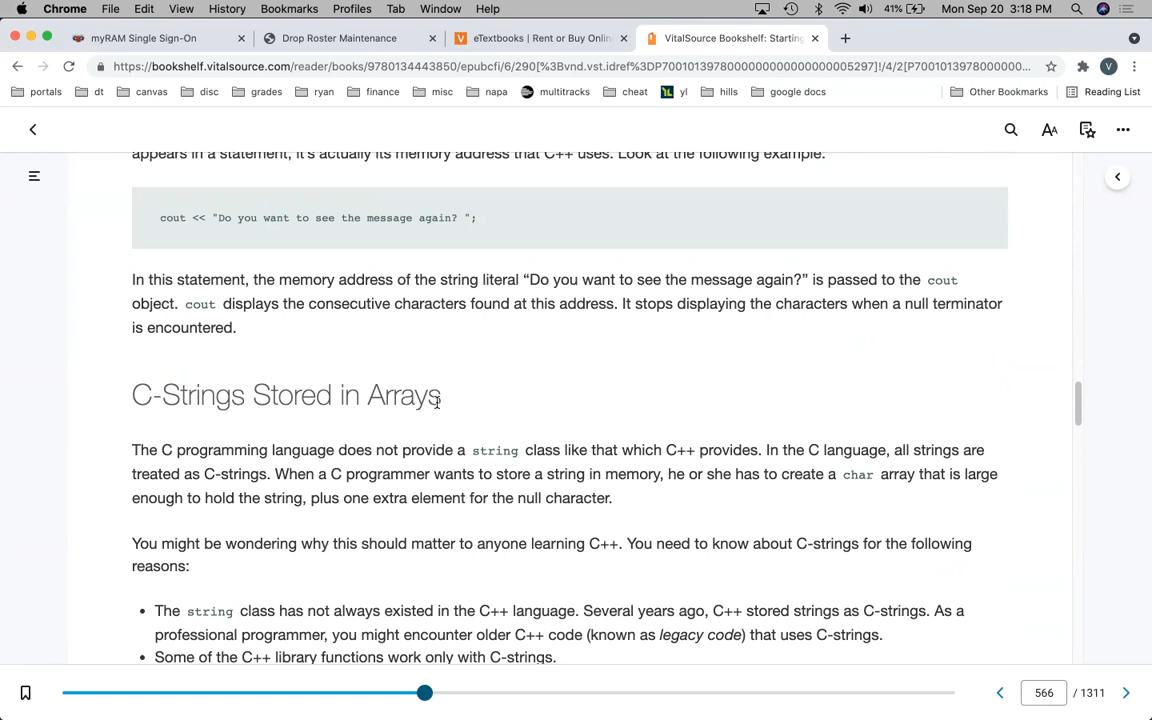 Chrome File Edit View History Bookmarks Profiles Tab Window Help 41% Mon Sep 20 3:18 PM
myRAM Single Sign-On Drop Roster Maintenance eTextbooks | Rent or Buy Onlin VitalSource Bookshelf: Starting
https://bookshelf.vitalsource.com/reader/books/9780134443850/epubcfi/6/290[%3Bvnd.vst.idref%3DP70010139780000000000000000005297]!/4/2[P7001013978000000... V
portals dt canvas disc grades ryan finance misc napa multitracks cheat yl hills google docs Other Bookmarks Reading List
AA
appears in a statement, it's actually its memory address that C++ uses. Look at the following example.
cout << "Do you want to see the message again? ";
In this statement, the memory address of the string literal “Do you want to see the message again?” is passed to the cout
object. cout displays the consecutive characters found at this address. It stops displaying the characters when a null terminator
is encountered.
C-Strings Stored in Arrays
The C programming language does not provide a string class like that which C++ provides. In the C language, all strings are
treated as C-strings. When a C programmer wants to store a string in memory, he or she has to create a char array that is large
enough to hold the string, plus one extra element for the null character.
You might be wondering why this should matter to anyone learning C++. You need to know about C-strings for the following
reasons:
• The string class has not always existed in the C++ language. Several years ago, C++ stored strings as C-strings. As a
professional programmer, you might encounter older C++ code (known as legacy code) that uses C-strings.
• Some of the C++ library functions work only with C-strings.
566 / 1311